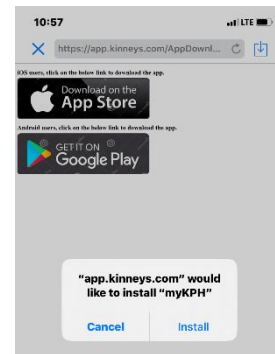 10:57
LTE
https://app.kinneys.com/AppDownl...
IOS users, click on the below link to download the app.
Download on the
App Store
Android users, click on the below link to download the app.
GET IT ON
Google Play
“app.kinneys.com” would
like to install “myKPH”
Cancel
Install